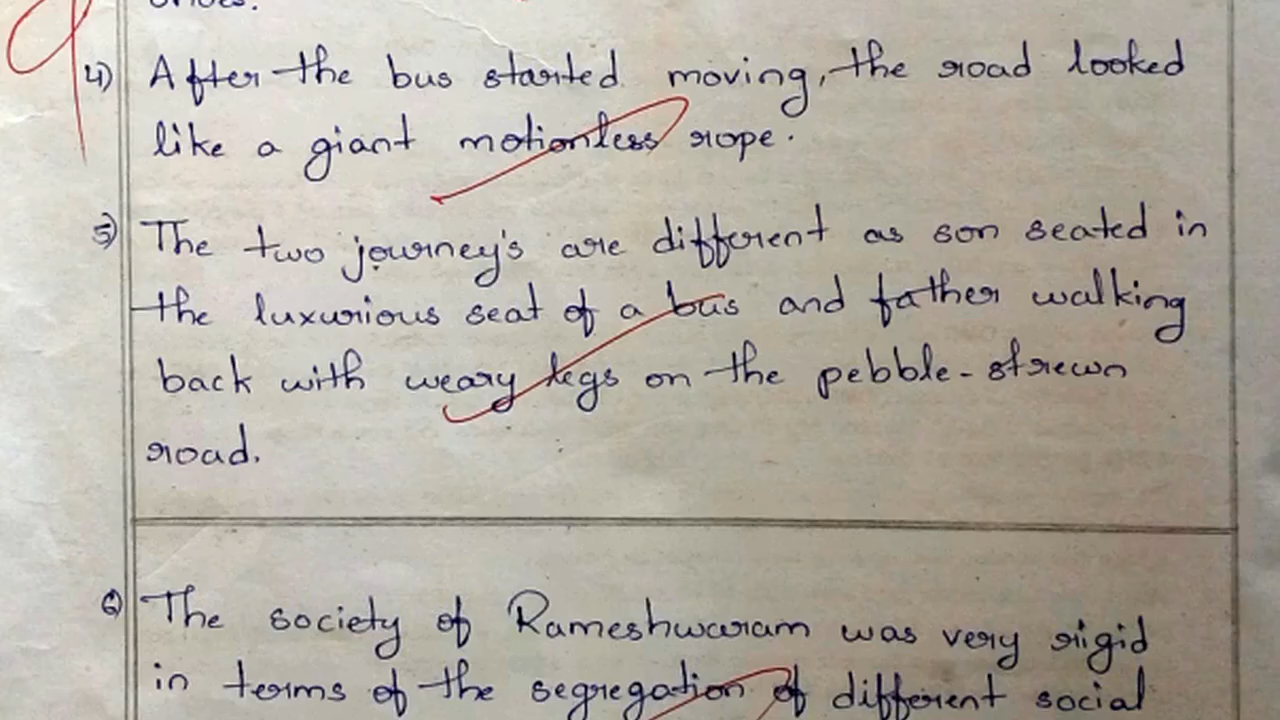 4) After the bus started moving, the road looked
like a giant motionless rope.
5) The two journey's are different as son seated in
the luxurious seat of a bus and father walking
back with weary legs on the pebble-strewn
road.
6) The society of Rameshwaram was very rigid
in terms of the segregation of different social